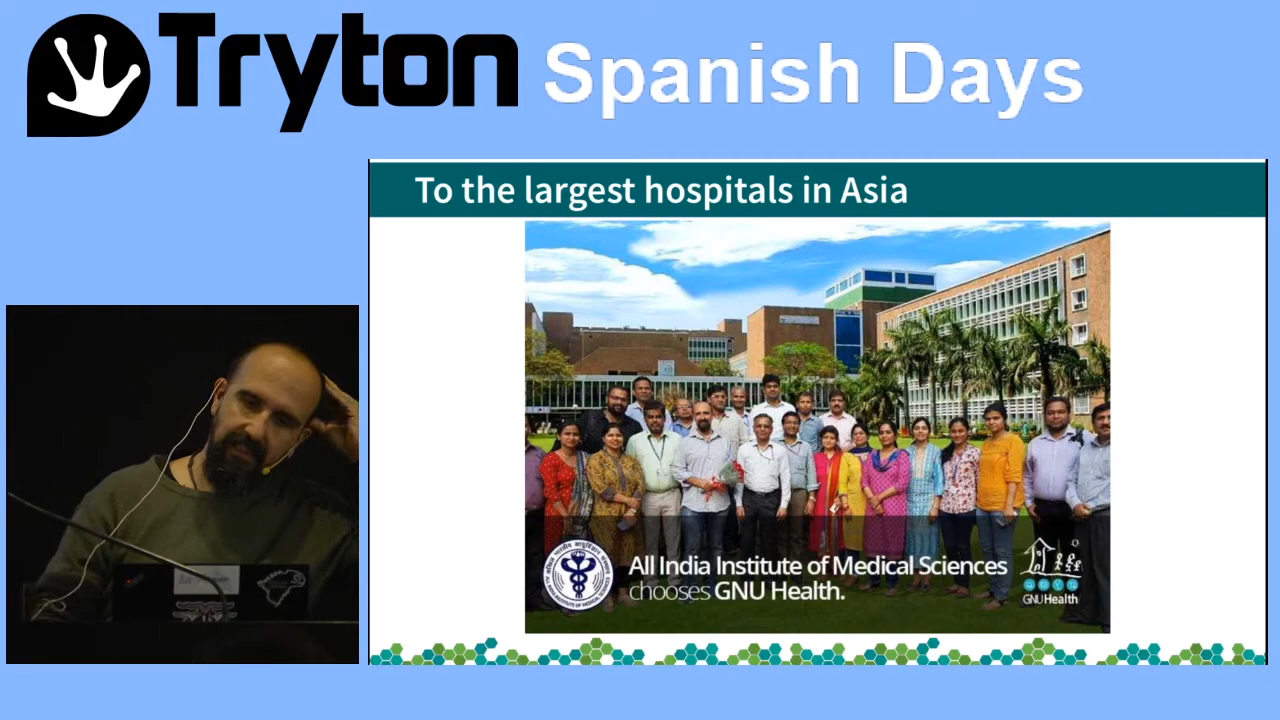 Tryton Spanish Days
To the largest hospitals in Asia
All India Institute of Medical Sciences
chooses GNU Health.
GNU Health